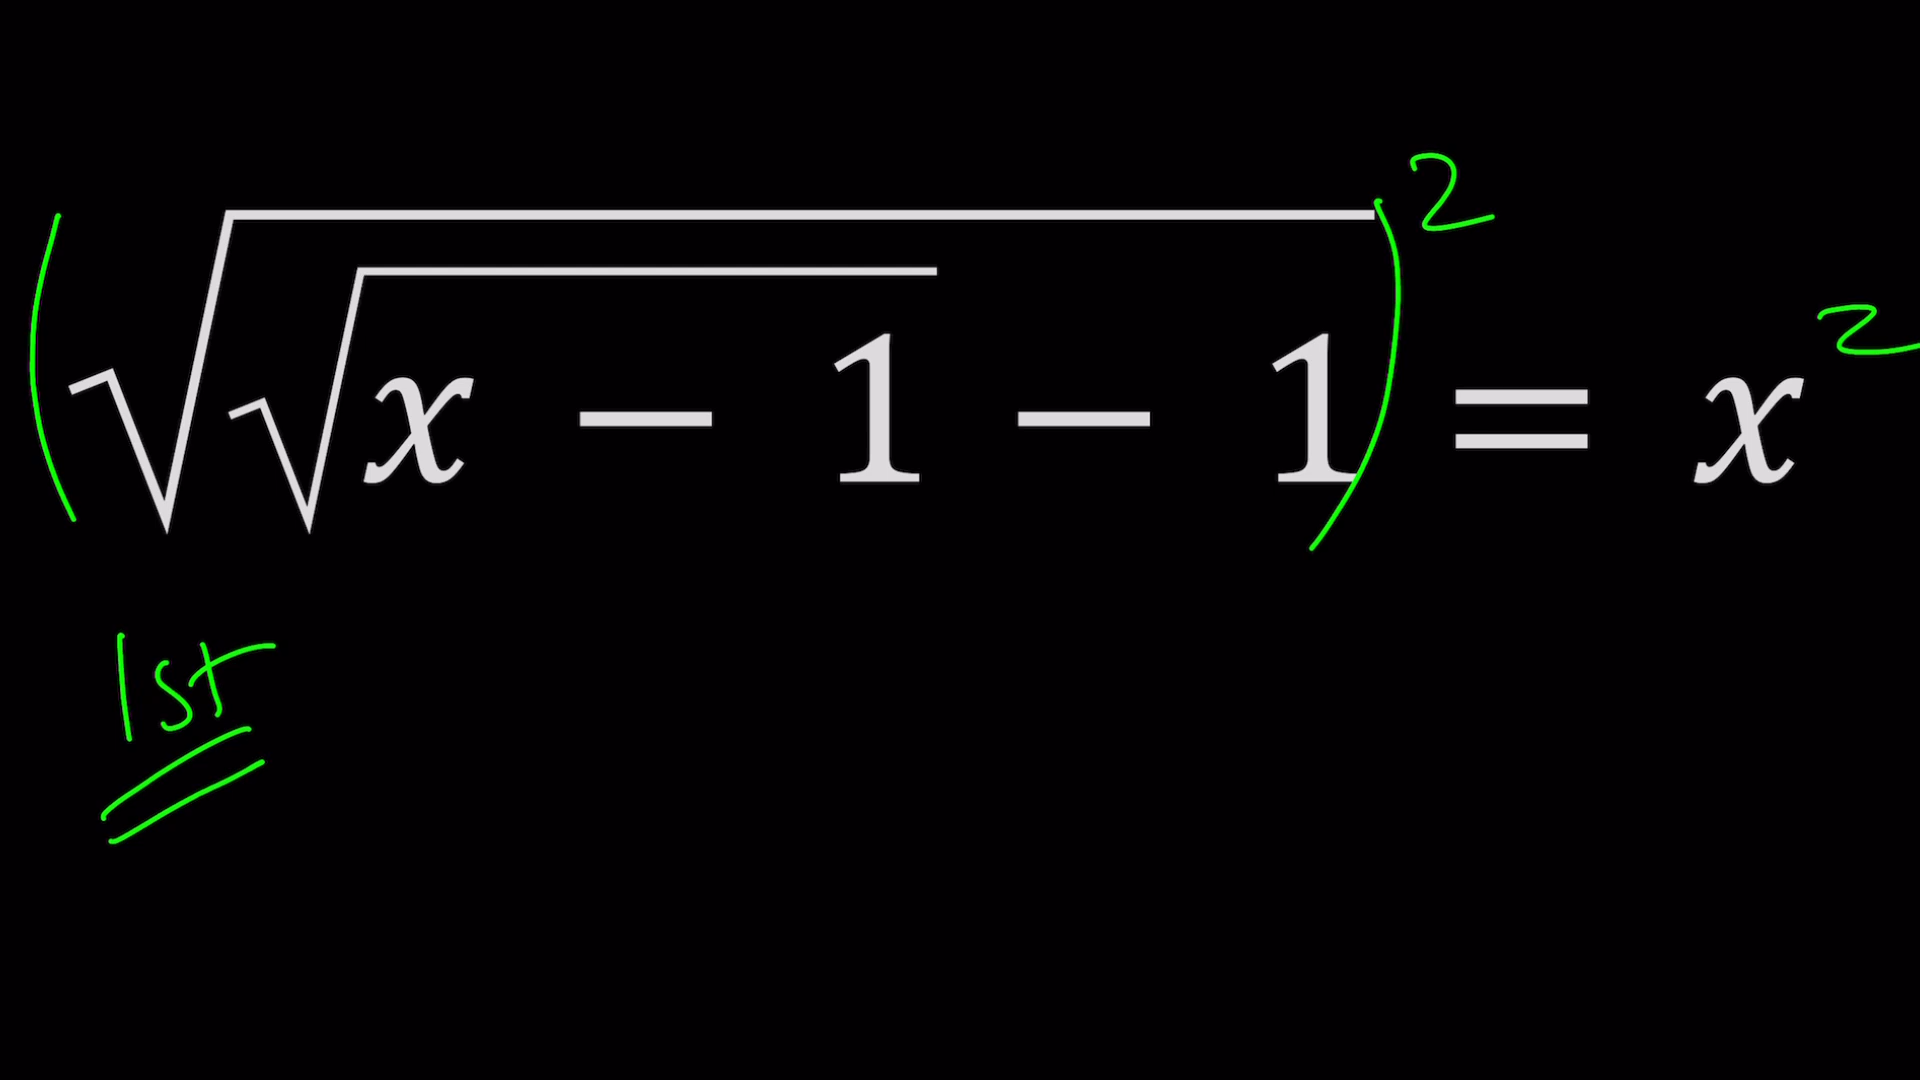 (√(√(x − 1) − 1))² = x²
1st